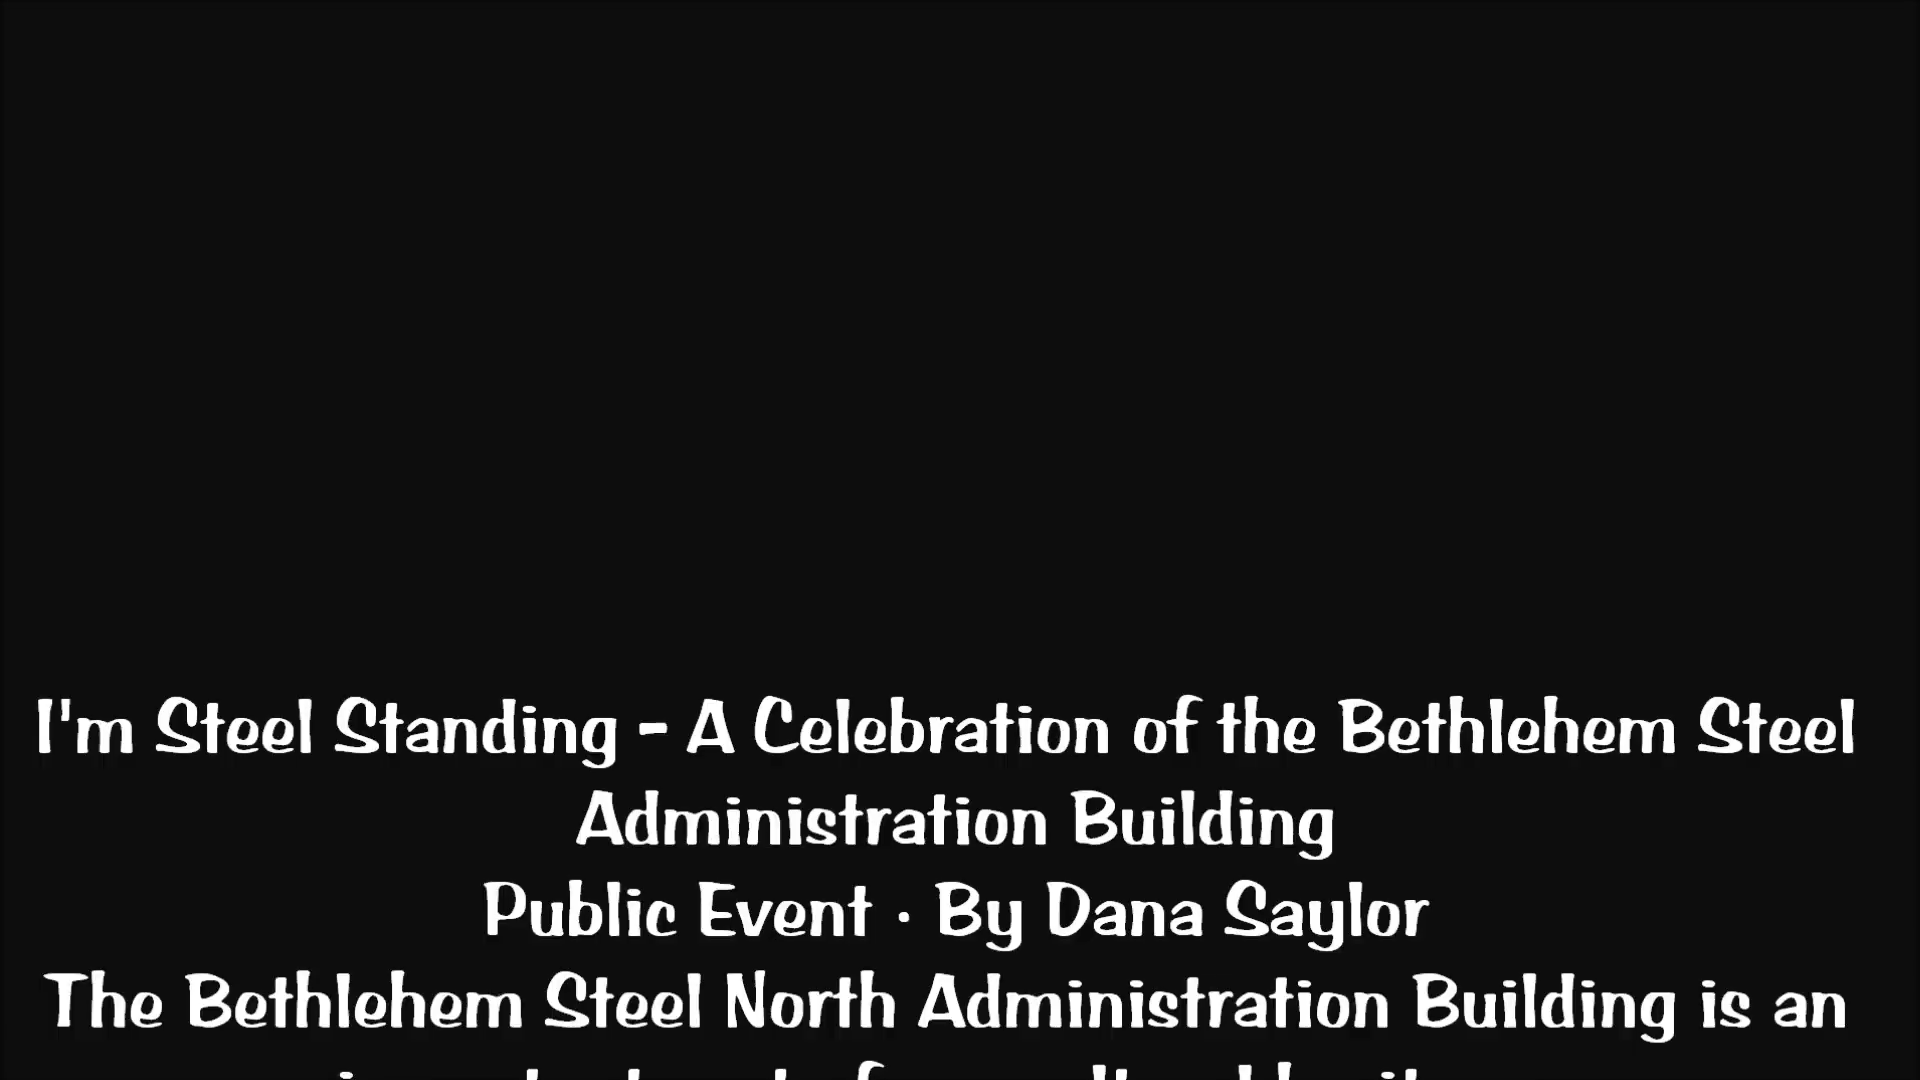 I'm Steel Standing - A Celebration of the Bethlehem Steel
Administration Building
Public Event · By Dana Saylor
The Bethlehem Steel North Administration Building is an